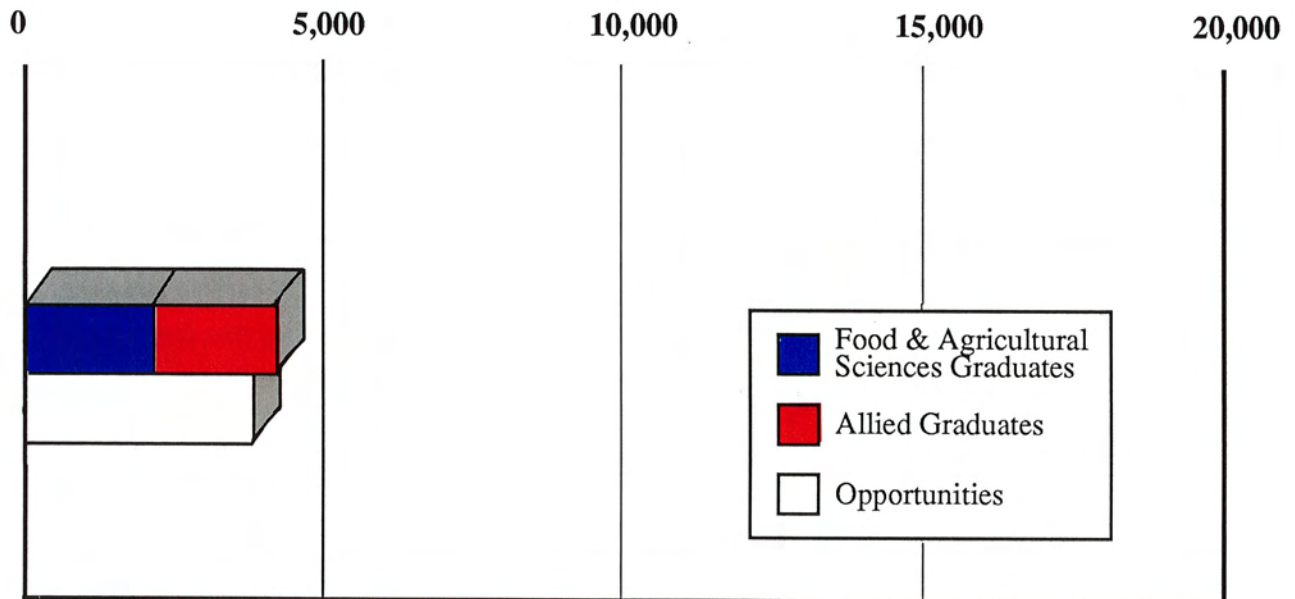 0
5,000
10,000
15,000
20,000
Food & Agricultural
Sciences Graduates
Allied Graduates
Opportunities